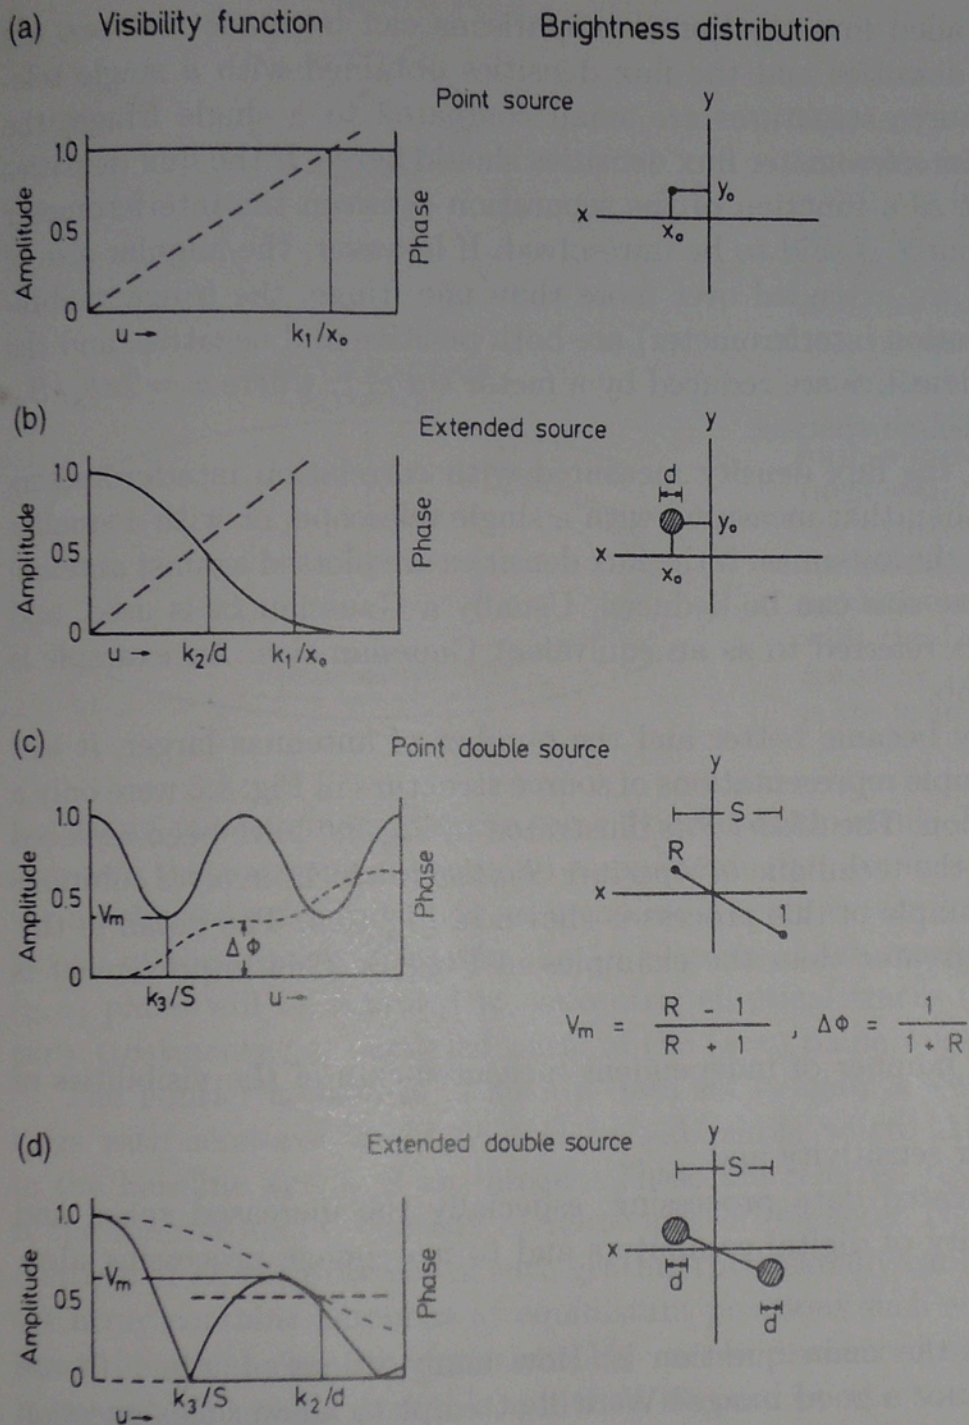 (a) Visibility function Brightness distribution
Point source
y
1.0
0.5
0
Amplitude
Phase
u → k₁/x₀
x
x₀
y₀
(b) Extended source
y
1.0
0.5
0
Amplitude
Phase
u → k₂/d k₁/x₀
d
x
x₀
y₀
(c) Point double source
y
1.0
0.5
Vm
0
Amplitude
Phase
ΔΦ
k₃/S u →
S
R
x
1
Vm = (R - 1)/(R + 1) , ΔΦ = 1/(1 + R)
(d) Extended double source
y
1.0
Vm
0.5
0
Amplitude
Phase
k₃/S k₂/d
u →
S
x
d
d